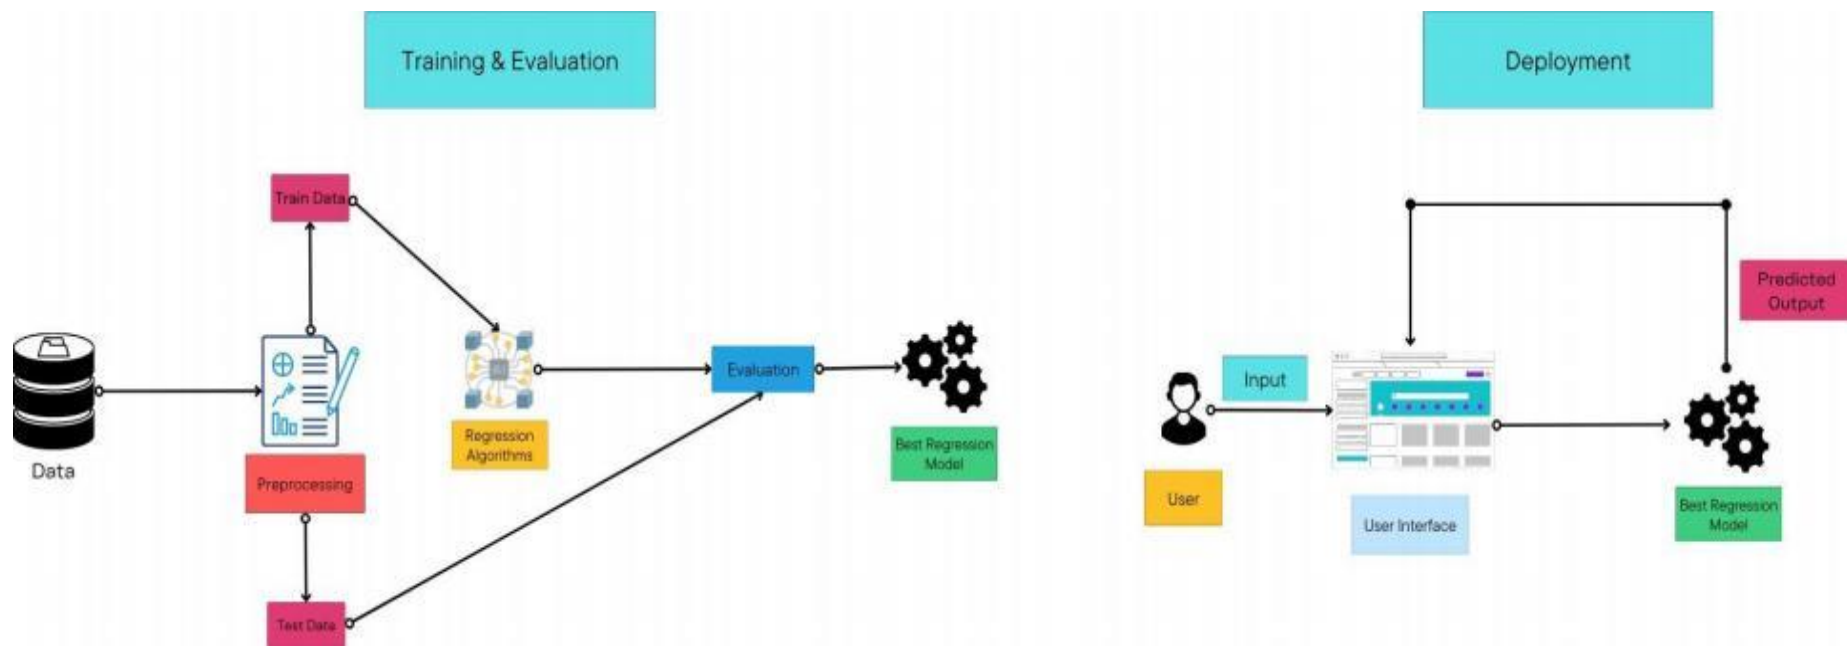 Training & Evaluation
Deployment
Train Data
Predicted
Output
Evaluation
Input
Regression
Algorithms
Best Regression
Model
Data
Preprocessing
User
User Interface
Best Regression
Model
Test Data